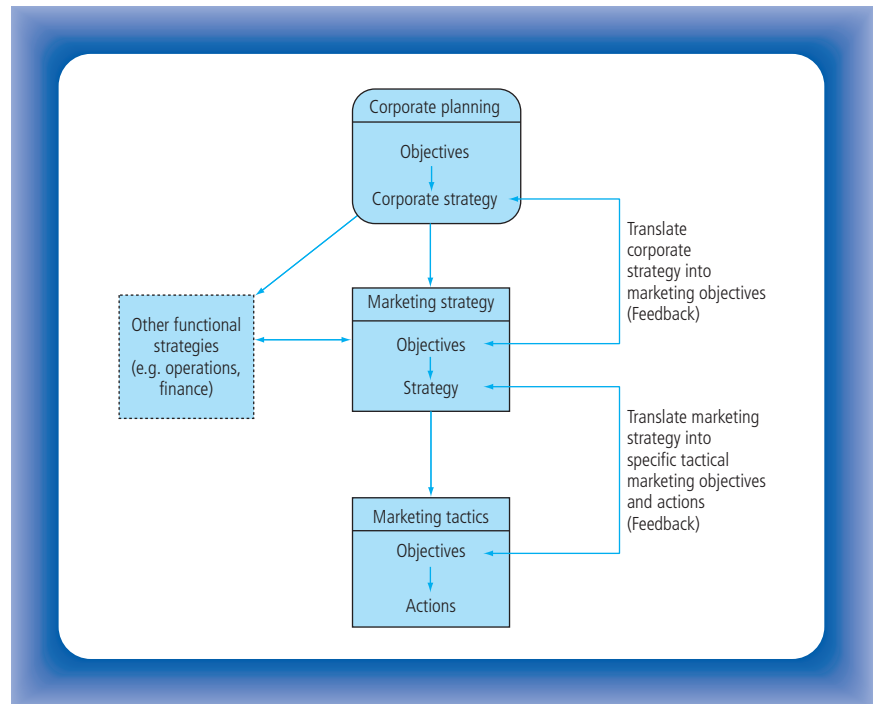 Corporate planning
Objectives
Corporate strategy
Translate
corporate
strategy into
marketing objectives
(Feedback)
Marketing strategy
Other functional
strategies
(e.g. operations,
finance)
Objectives
Strategy
Translate marketing
strategy into
specific tactical
marketing objectives
and actions
(Feedback)
Marketing tactics
Objectives
Actions